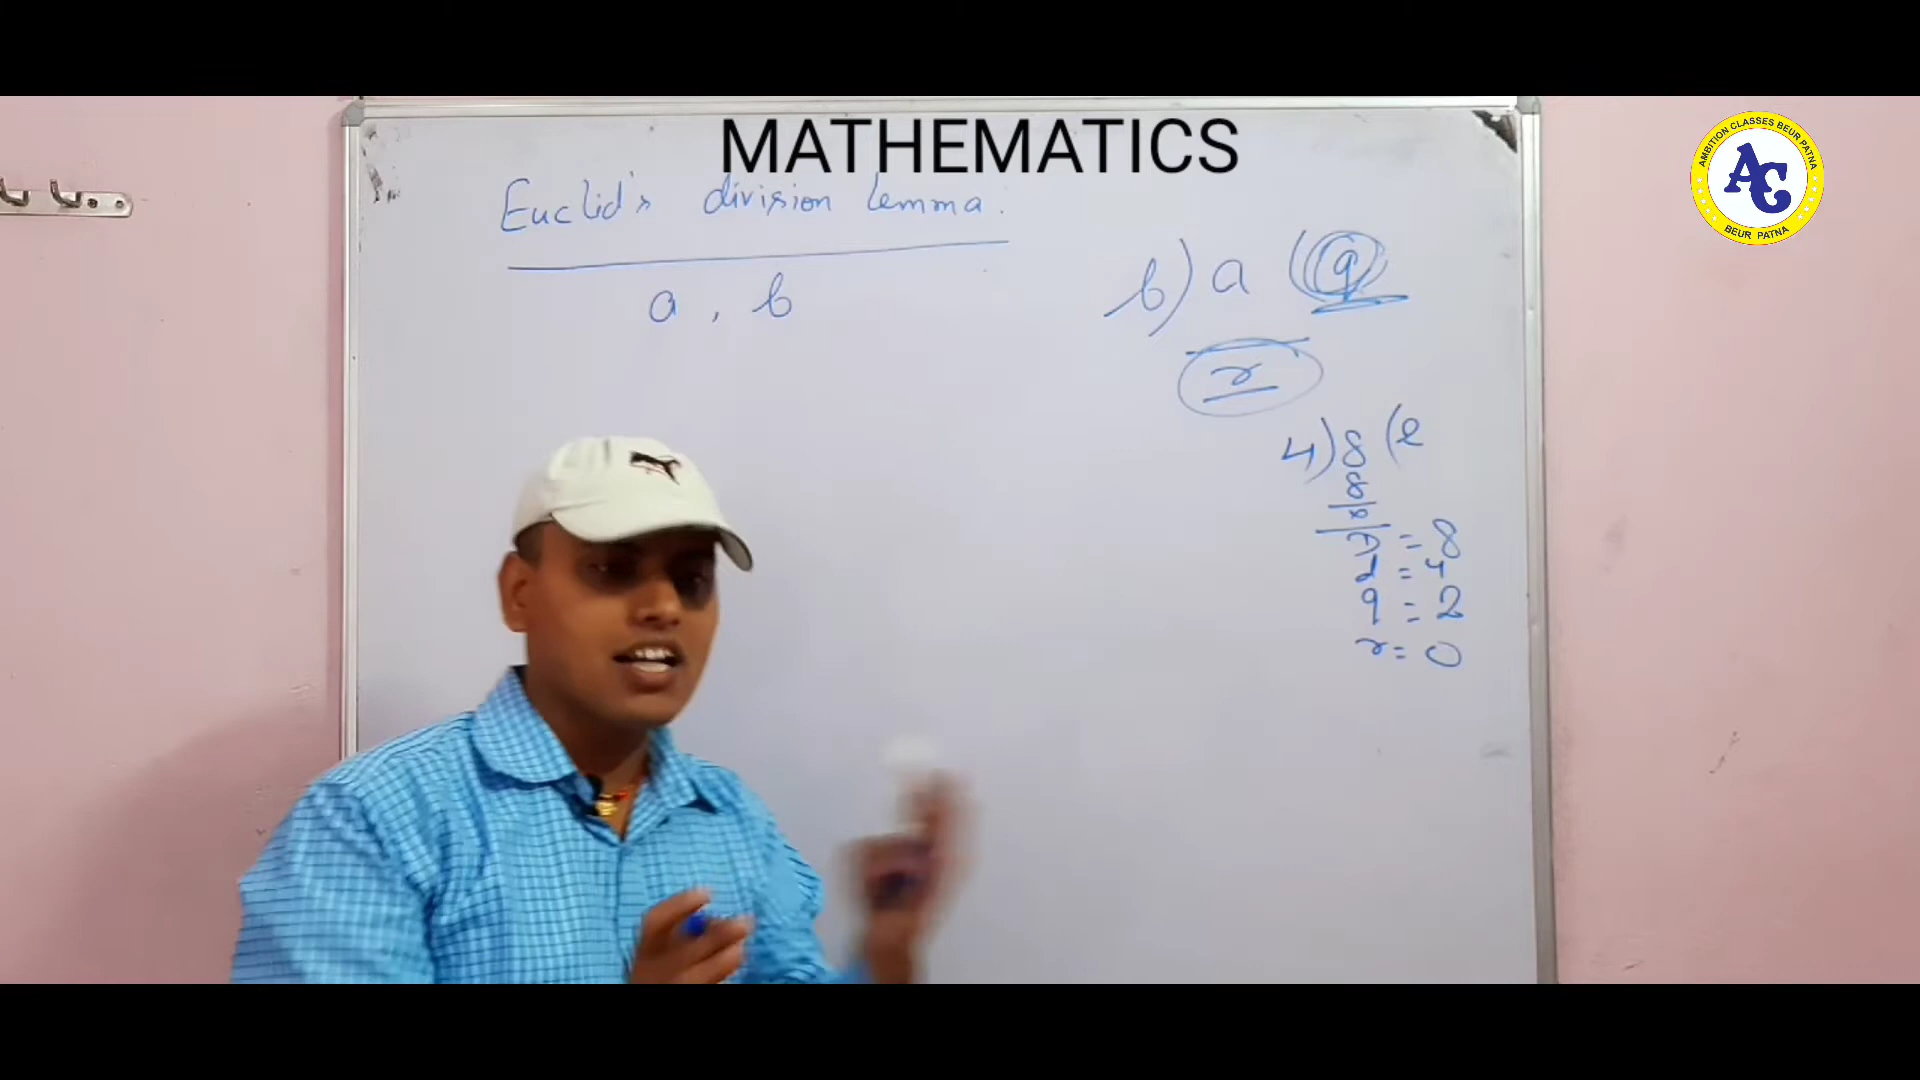 MATHEMATICS
AMBITION CLASSES BEUR PATNA
AC
BEUR PATNA
Euclid's division lemma.
a, b
b) a (q
r
4) 8 (2
8
x
D = 8
d = 4
q = 2
r = 0